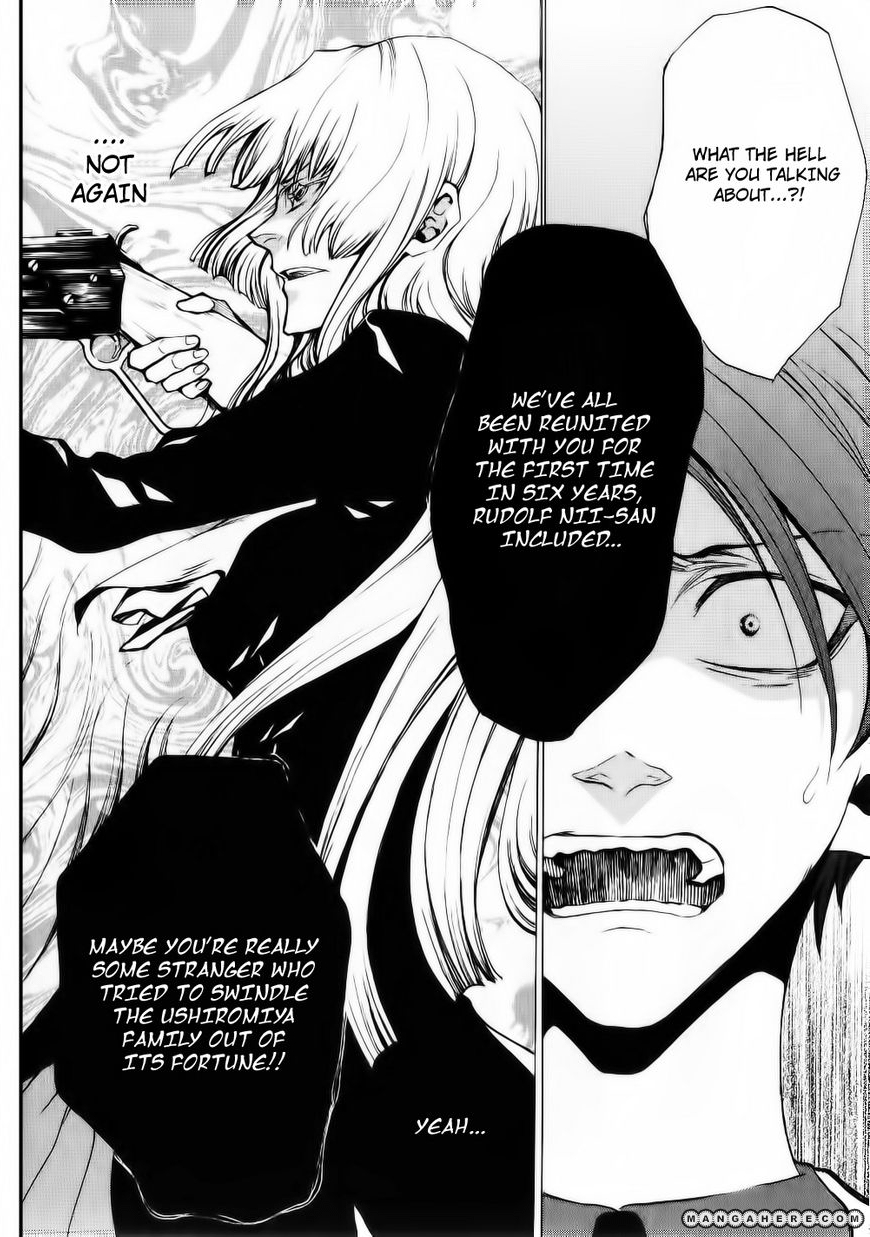 WHAT THE HELL
ARE YOU TALKING
ABOUT...?!
WE'VE ALL
BEEN REUNITED
WITH YOU FOR
THE FIRST TIME
IN SIX YEARS,
RUDOLF NII-SAN
INCLUDED...
....
NOT
AGAIN
MAYBE YOU'RE REALLY
SOME STRANGER WHO
TRIED TO SWINDLE
THE USHIROMIYA
FAMILY OUT OF
ITS FORTUNE!!
YEAH...
MANGAHERE.COM